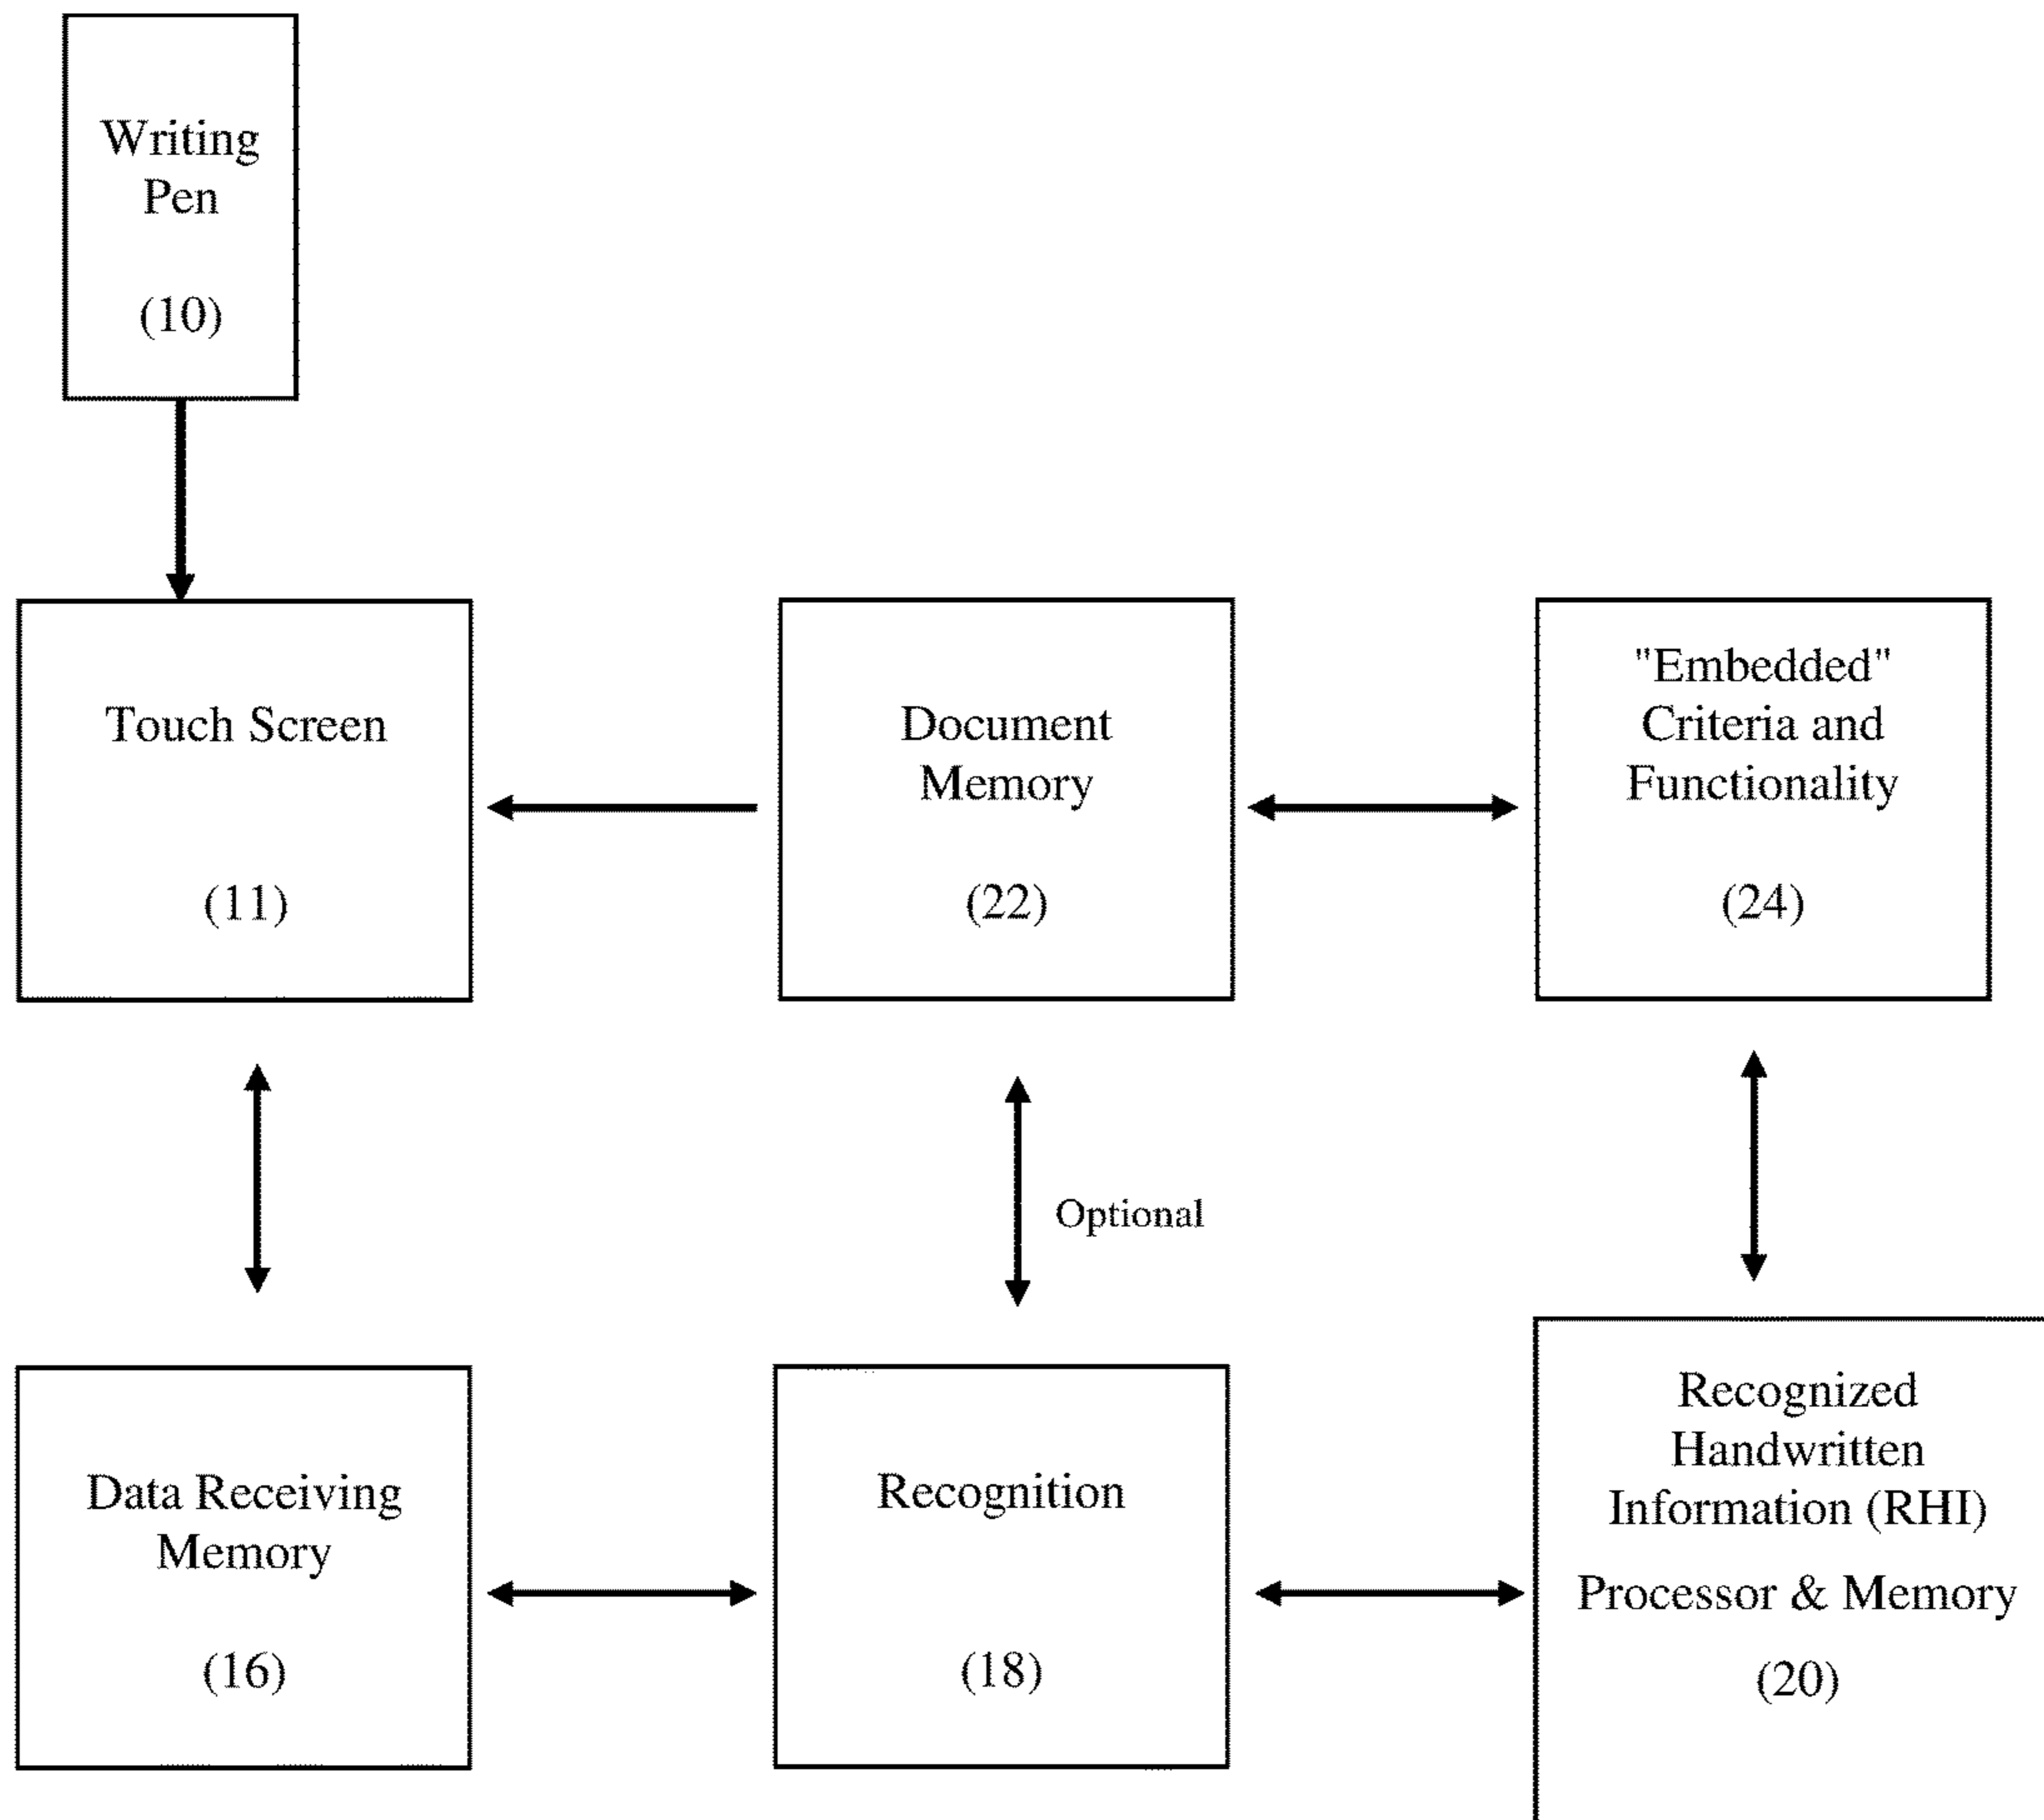 Writing
Pen
(10)
Touch Screen
(11)
Document
Memory
(22)
"Embedded"
Criteria and
Functionality
(24)
Optional
Data Receiving
Memory
(16)
Recognition
(18)
Recognized
Handwritten
Information (RHI)
Processor & Memory
(20)